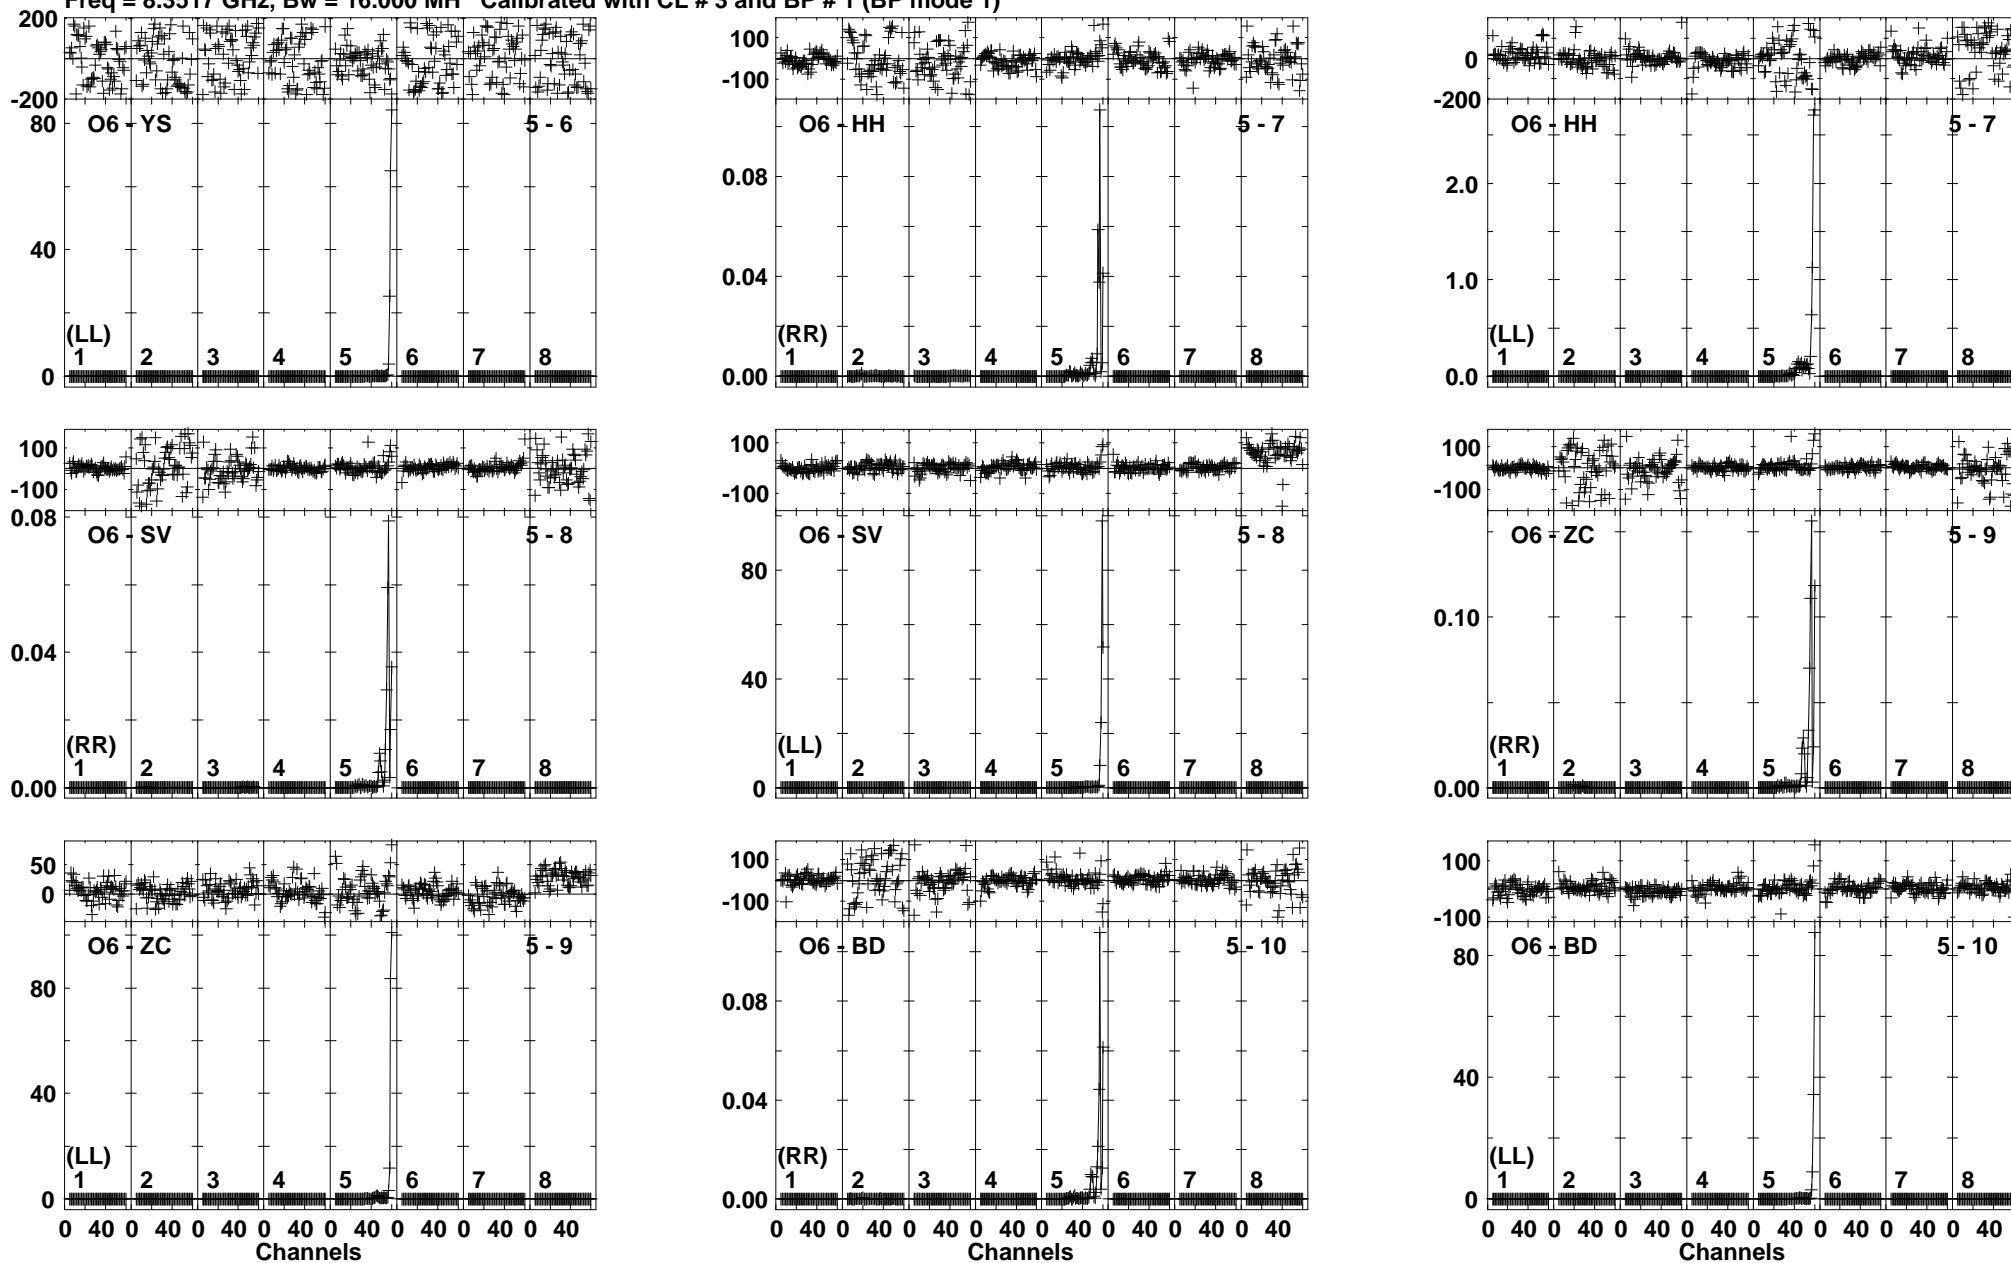 Freq = 8.3517 GHz, Bw = 16.000 MH Calibrated with CL # 3 and BP # 1 (BP mode 1)
200 -200 100 -100 0 -200
80 40 0
O6 - YS 5 - 6
(LL)
1 2 3 4 5 6 7 8
0.08 0.04 0.00
O6 - HH 5 - 7
(RR)
1 2 3 4 5 6 7 8
2.0 1.0 0.0
O6 - HH 5 - 7
(LL)
1 2 3 4 5 6 7 8
100 -100 100 -100 100 -100
0.08 0.04 0.00
O6 - SV 5 - 8
(RR)
1 2 3 4 5 6 7 8
80 40 0
O6 - SV 5 - 8
(LL)
1 2 3 4 5 6 7 8
0.10 0.00
O6 - ZC 5 - 9
(RR)
1 2 3 4 5 6 7 8
50 0 100 -100 100 -100
80 40 0
O6 - ZC 5 - 9
(LL)
1 2 3 4 5 6 7 8
0.08 0.04 0.00
O6 - BD 5 - 10
(RR)
1 2 3 4 5 6 7 8
80 40 0
O6 - BD 5 - 10
(LL)
1 2 3 4 5 6 7 8
0 40 0 40 0 40 0 40 0 40 0 40 0 40 0 40
0 40 0 40 0 40 0 40 0 40 0 40 0 40 0 40
0 40 0 40 0 40 0 40 0 40 0 40 0 40 0 40
Channels Channels Channels